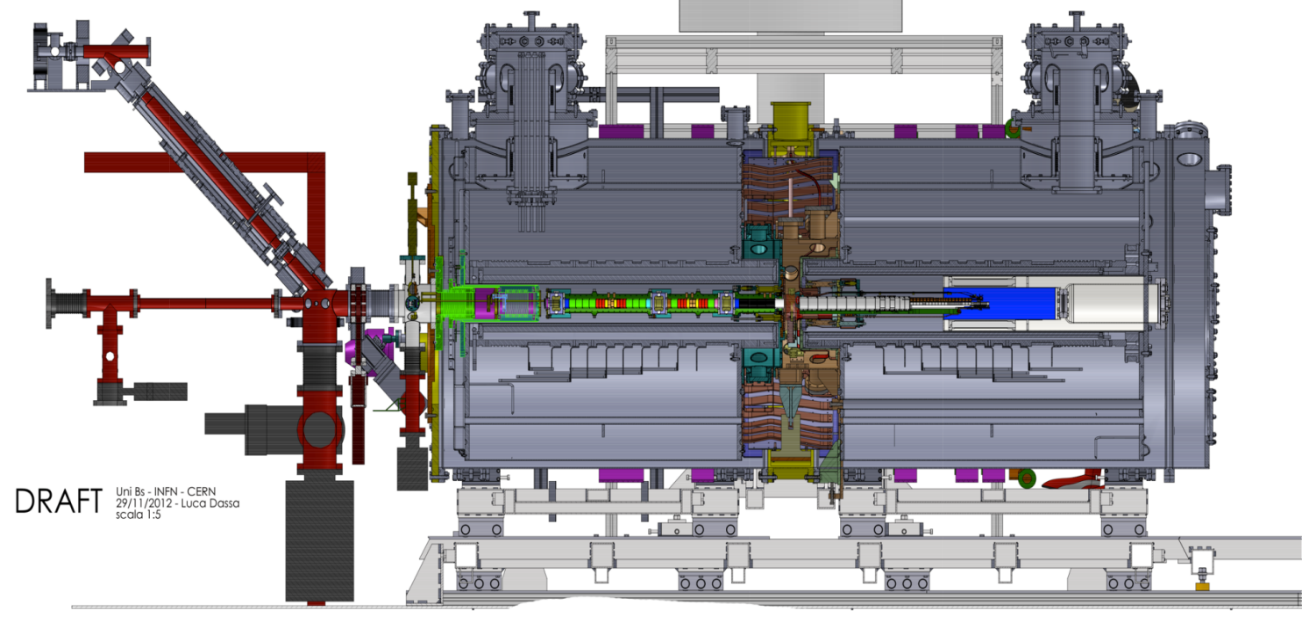 DRAFT
Uni Bs - INFN - CERN
29/11/2012 - Luca Dassa
scala 1:5